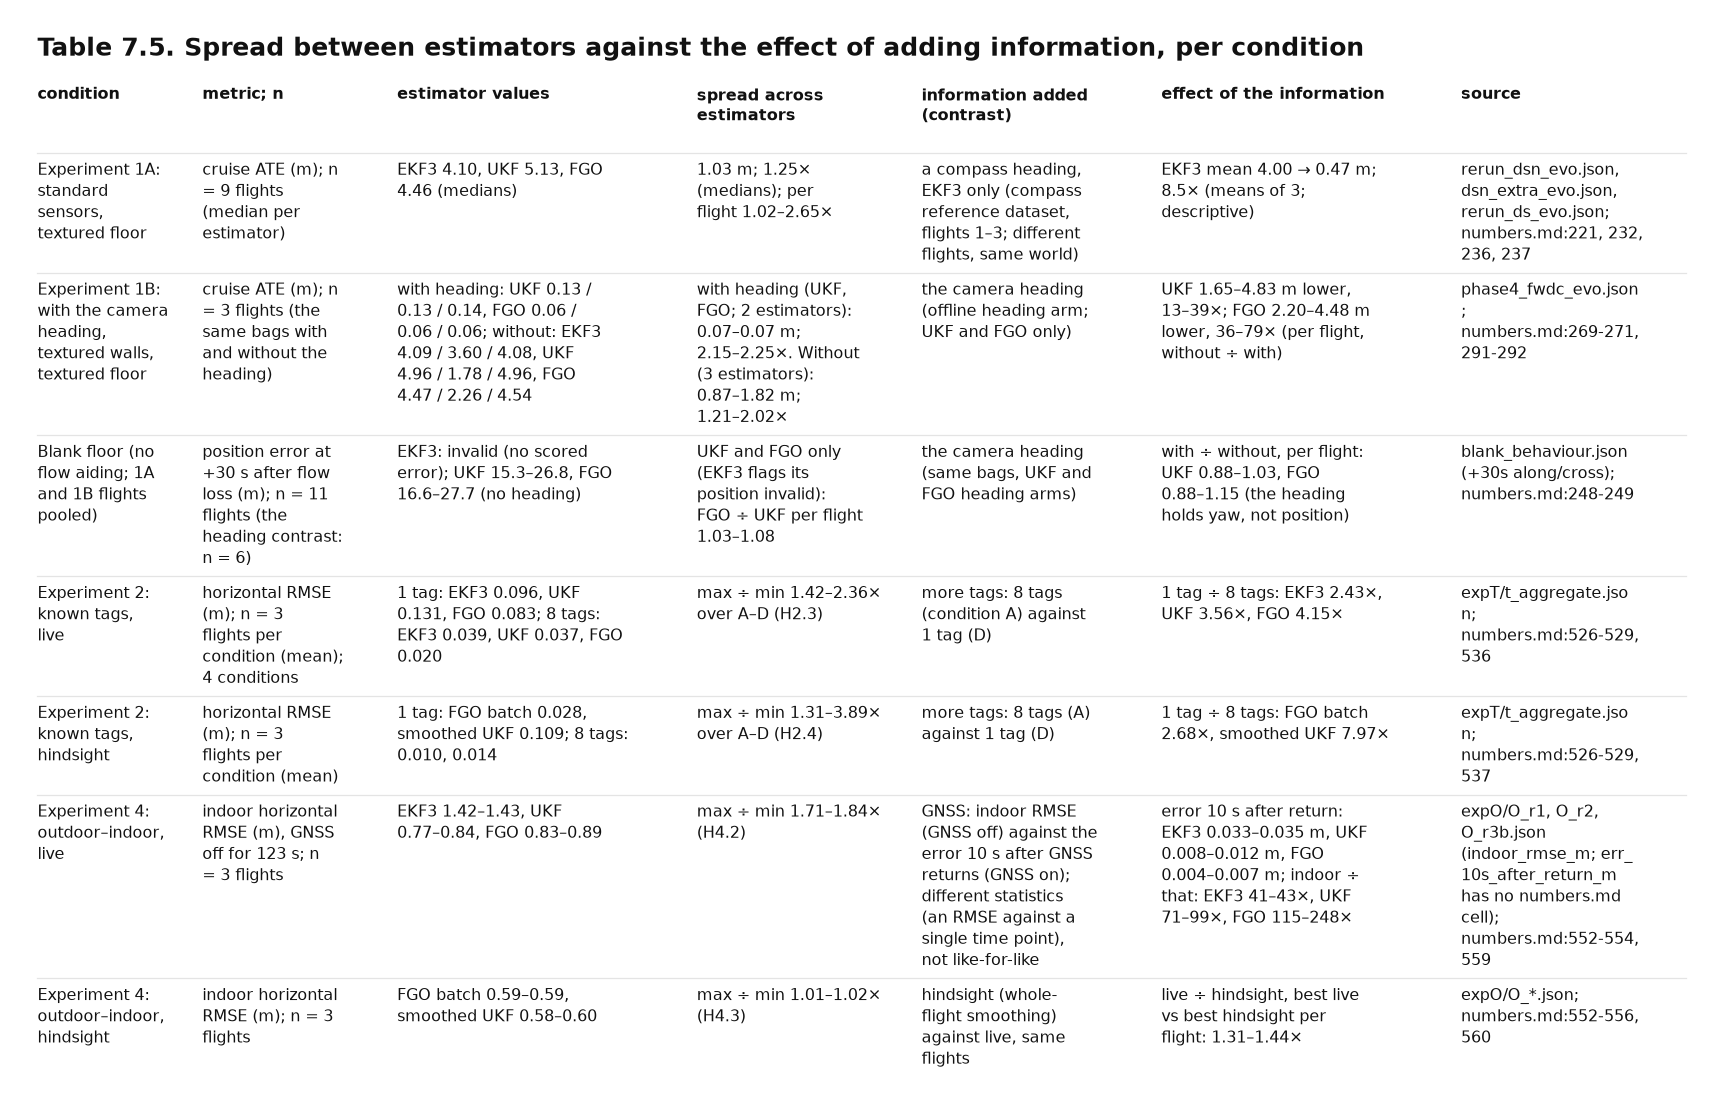 Table 7.5. Spread between estimators against the effect of adding information, per condition
condition
metric; n
estimator values
spread across
estimators
information added
(contrast)
effect of the information
source
Experiment 1A:
standard
sensors,
textured floor
cruise ATE (m); n
= 9 flights
(median per
estimator)
EKF3 4.10, UKF 5.13, FGO
4.46 (medians)
1.03 m; 1.25×
(medians); per
flight 1.02–2.65×
a compass heading,
EKF3 only (compass
reference dataset,
flights 1–3; different
flights, same world)
EKF3 mean 4.00 → 0.47 m;
8.5× (means of 3;
descriptive)
rerun_dsn_evo.json,
dsn_extra_evo.json,
rerun_ds_evo.json;
numbers.md:221, 232,
236, 237
Experiment 1B:
with the camera
heading,
textured walls,
textured floor
cruise ATE (m); n
= 3 flights (the
same bags with
and without the
heading)
with heading: UKF 0.13 /
0.13 / 0.14, FGO 0.06 /
0.06 / 0.06; without: EKF3
4.09 / 3.60 / 4.08, UKF
4.96 / 1.78 / 4.96, FGO
4.47 / 2.26 / 4.54
with heading (UKF,
FGO; 2 estimators):
0.07–0.07 m;
2.15–2.25×. Without
(3 estimators):
0.87–1.82 m;
1.21–2.02×
the camera heading
(offline heading arm;
UKF and FGO only)
UKF 1.65–4.83 m lower,
13–39×; FGO 2.20–4.48 m
lower, 36–79× (per flight,
without ÷ with)
phase4_fwdc_evo.json
;
numbers.md:269-271,
291-292
Blank floor (no
flow aiding; 1A
and 1B flights
pooled)
position error at
+30 s after flow
loss (m); n = 11
flights (the
heading contrast:
n = 6)
EKF3: invalid (no scored
error); UKF 15.3–26.8, FGO
16.6–27.7 (no heading)
UKF and FGO only
(EKF3 flags its
position invalid):
FGO ÷ UKF per flight
1.03–1.08
the camera heading
(same bags, UKF and
FGO heading arms)
with ÷ without, per flight:
UKF 0.88–1.03, FGO
0.88–1.15 (the heading
holds yaw, not position)
blank_behaviour.json
(+30s along/cross);
numbers.md:248-249
Experiment 2:
known tags,
live
horizontal RMSE
(m); n = 3
flights per
condition (mean);
4 conditions
1 tag: EKF3 0.096, UKF
0.131, FGO 0.083; 8 tags:
EKF3 0.039, UKF 0.037, FGO
0.020
max ÷ min 1.42–2.36×
over A–D (H2.3)
more tags: 8 tags
(condition A) against
1 tag (D)
1 tag ÷ 8 tags: EKF3 2.43×,
UKF 3.56×, FGO 4.15×
expT/t_aggregate.jso
n;
numbers.md:526-529,
536
Experiment 2:
known tags,
hindsight
horizontal RMSE
(m); n = 3
flights per
condition (mean)
1 tag: FGO batch 0.028,
smoothed UKF 0.109; 8 tags:
0.010, 0.014
max ÷ min 1.31–3.89×
over A–D (H2.4)
more tags: 8 tags (A)
against 1 tag (D)
1 tag ÷ 8 tags: FGO batch
2.68×, smoothed UKF 7.97×
expT/t_aggregate.jso
n;
numbers.md:526-529,
537
Experiment 4:
outdoor–indoor,
live
indoor horizontal
RMSE (m), GNSS
off for 123 s; n
= 3 flights
EKF3 1.42–1.43, UKF
0.77–0.84, FGO 0.83–0.89
max ÷ min 1.71–1.84×
(H4.2)
GNSS: indoor RMSE
(GNSS off) against the
error 10 s after GNSS
returns (GNSS on);
different statistics
(an RMSE against a
single time point),
not like-for-like
error 10 s after return:
EKF3 0.033–0.035 m, UKF
0.008–0.012 m, FGO
0.004–0.007 m; indoor ÷
that: EKF3 41–43×, UKF
71–99×, FGO 115–248×
expO/O_r1, O_r2,
O_r3b.json
(indoor_rmse_m; err_
10s_after_return_m
has no numbers.md
cell);
numbers.md:552-554,
559
Experiment 4:
outdoor–indoor,
hindsight
indoor horizontal
RMSE (m); n = 3
flights
FGO batch 0.59–0.59,
smoothed UKF 0.58–0.60
max ÷ min 1.01–1.02×
(H4.3)
hindsight (whole-
flight smoothing)
against live, same
flights
live ÷ hindsight, best live
vs best hindsight per
flight: 1.31–1.44×
expO/O_*.json;
numbers.md:552-556,
560